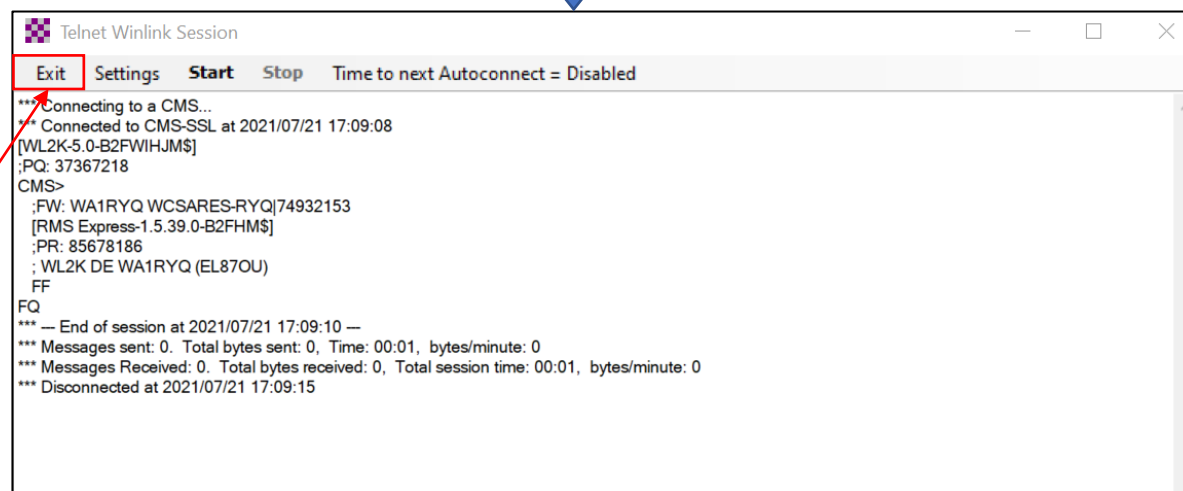 Telnet Winlink Session
Exit Settings Start Stop Time to next Autoconnect = Disabled
*** Connecting to a CMS...
*** Connected to CMS-SSL at 2021/07/21 17:09:08
[WL2K-5.0-B2FWIHJM$]
;PQ: 37367218
CMS>
;FW: WA1RYQ WCSARES-RYQ|74932153
[RMS Express-1.5.39.0-B2FHM$]
;PR: 85678186
; WL2K DE WA1RYQ (EL87OU)
FF
FQ
*** --- End of session at 2021/07/21 17:09:10 ---
*** Messages sent: 0.  Total bytes sent: 0,  Time: 00:01,  bytes/minute: 0
*** Messages Received: 0.  Total bytes received: 0,  Total session time: 00:01,  bytes/minute: 0
*** Disconnected at 2021/07/21 17:09:15